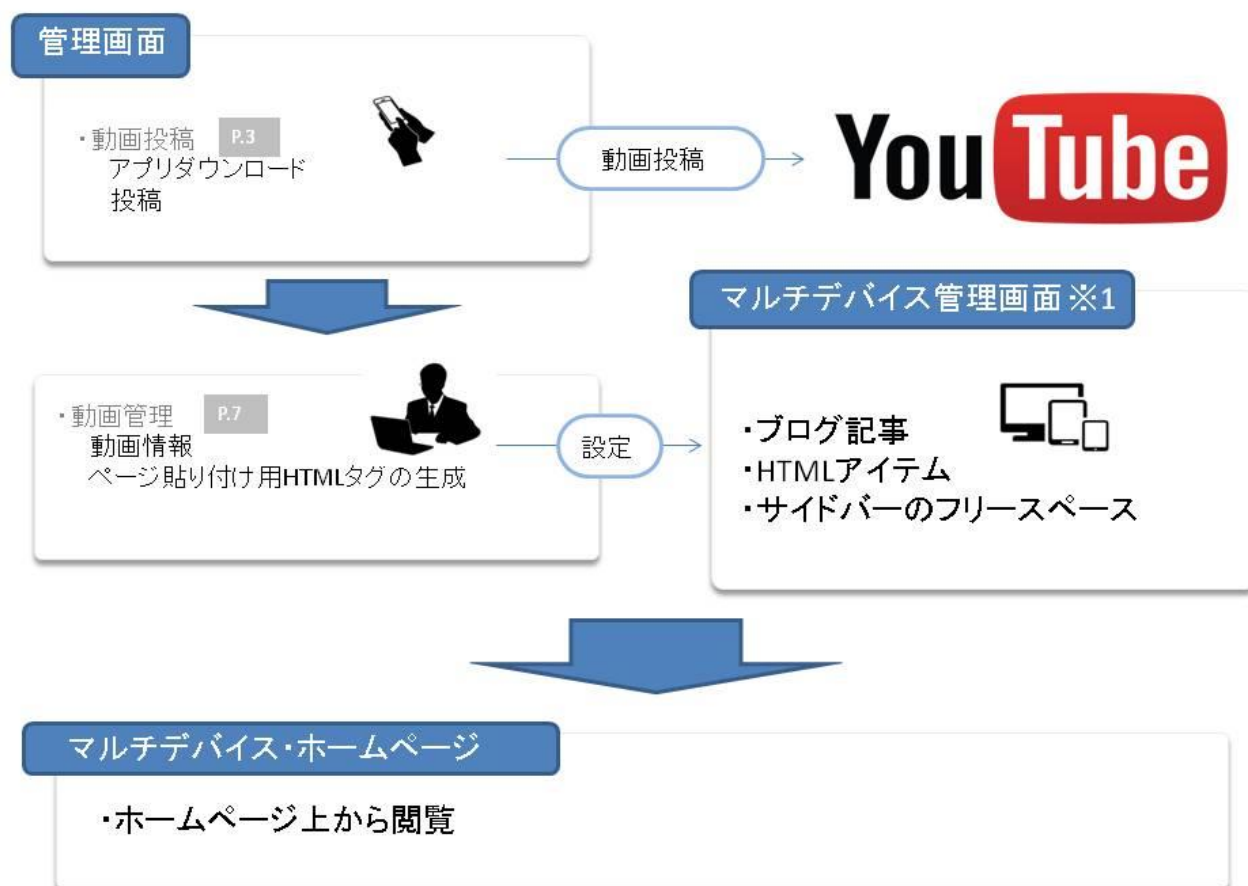 管理画面
・動画投稿 P.3
アプリダウンロード
投稿
動画投稿
YouTube
マルチデバイス管理画面※1
・動画管理 P.7
動画情報
ページ貼り付け用HTMLタグの生成
設定
・ブログ記事
・HTMLアイテム
・サイドバーのフリースペース
マルチデバイス・ホームページ
・ホームページ上から閲覧